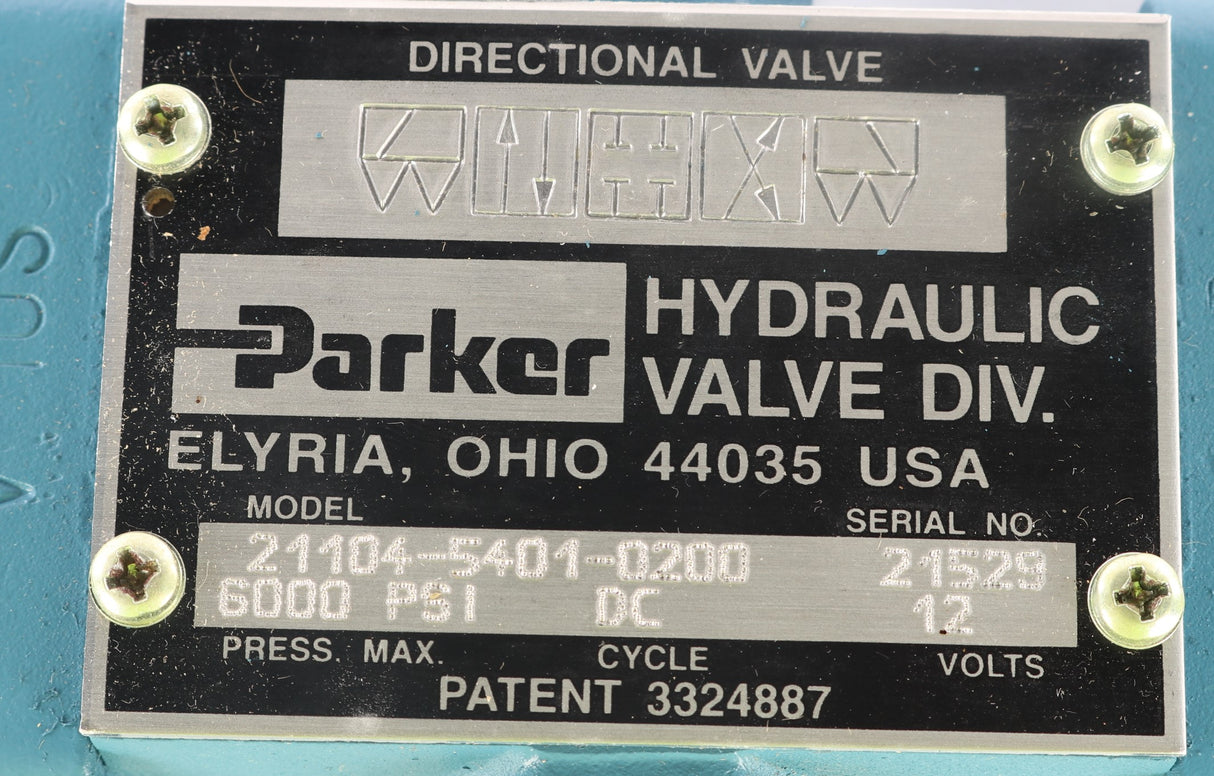 DIRECTIONAL VALVE
Parker
HYDRAULIC
VALVE DIV.
ELYRIA, OHIO 44035 USA
MODEL SERIAL NO.
21104-5401-0200 21529
6000 PSI DC 12
PRESS. MAX. CYCLE VOLTS
PATENT 3324887